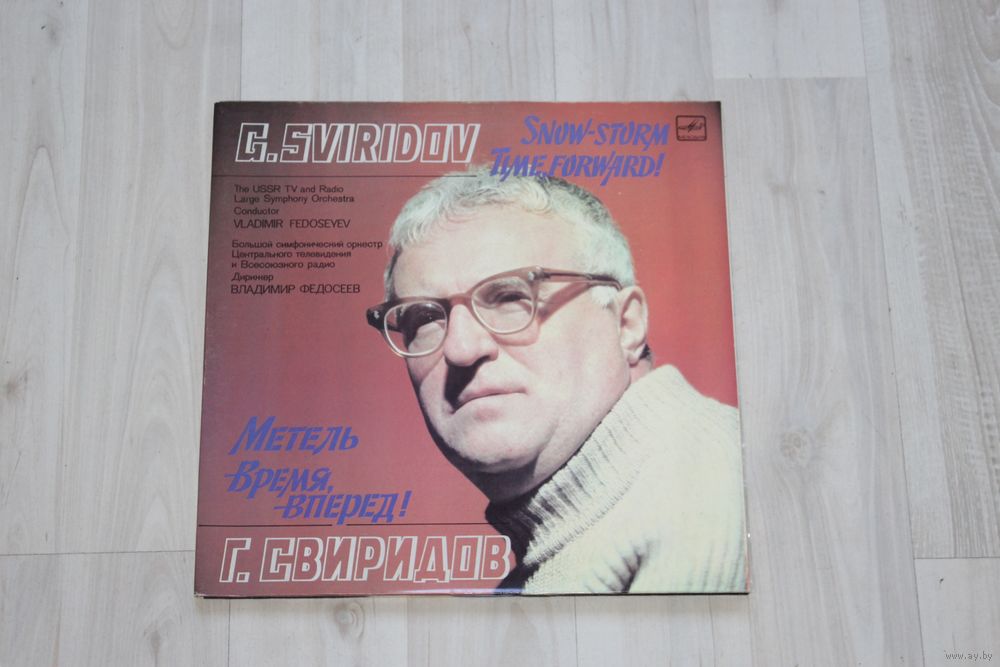 G. SVIRIDOV
SNOW-STORM
TIME, FORWARD!
The USSR TV and Radio
Large Symphony Orchestra
Conductor
VLADIMIR FEDOSEYEV
Большой симфонический оркестр
Центрального телевидения
и Всесоюзного радио
Дирижер
ВЛАДИМИР ФЕДОСЕЕВ
МЕТЕЛЬ
ВРЕМЯ,
ВПЕРЕД!
Г. СВИРИДОВ
www.ay.by